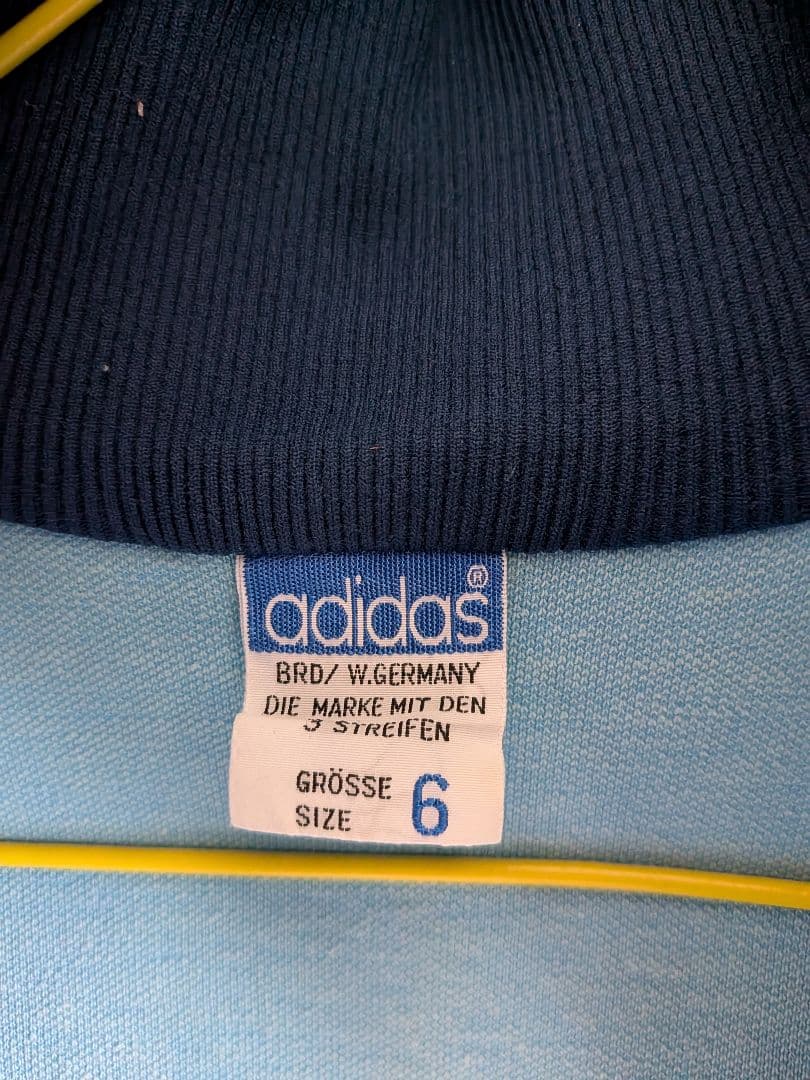 adidas®
BRD/ W.GERMANY
DIE MARKE MIT DEN
3 STREIFEN
GRÖSSE
SIZE
6